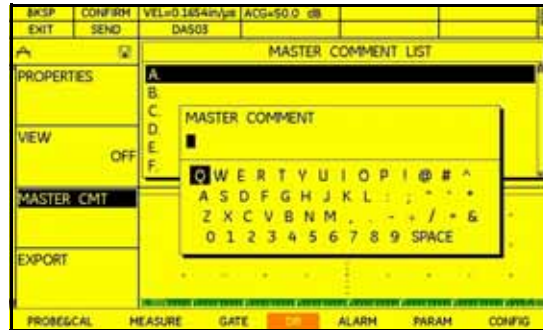 BKSP CONFIRM VEL=0.1654in/μs ACG=50.0 dB
EXIT SEND DAS03
MASTER COMMENT LIST
PROPERTIES
A.
B.
C.
D.
E.
F.
VIEW
OFF
MASTER COMMENT
Q W E R T Y U I O P ! @ # ^
A S D F G H J K L : ;
Z X C V B N M , . - + / &
0 1 2 3 4 5 6 7 8 9 SPACE
MASTER CMT
EXPORT
PROBE&CAL MEASURE GATE ALARM PARAM CONFIG